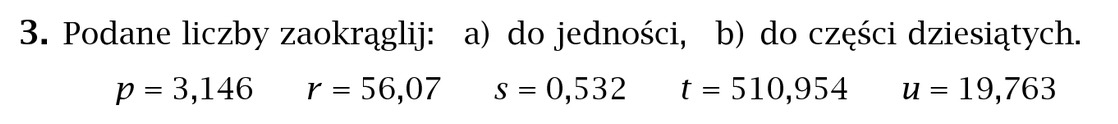 3. Podane liczby zaokrąglij: a) do jedności, b) do części dziesiątych.
p = 3,146 r = 56,07 s = 0,532 t = 510,954 u = 19,763